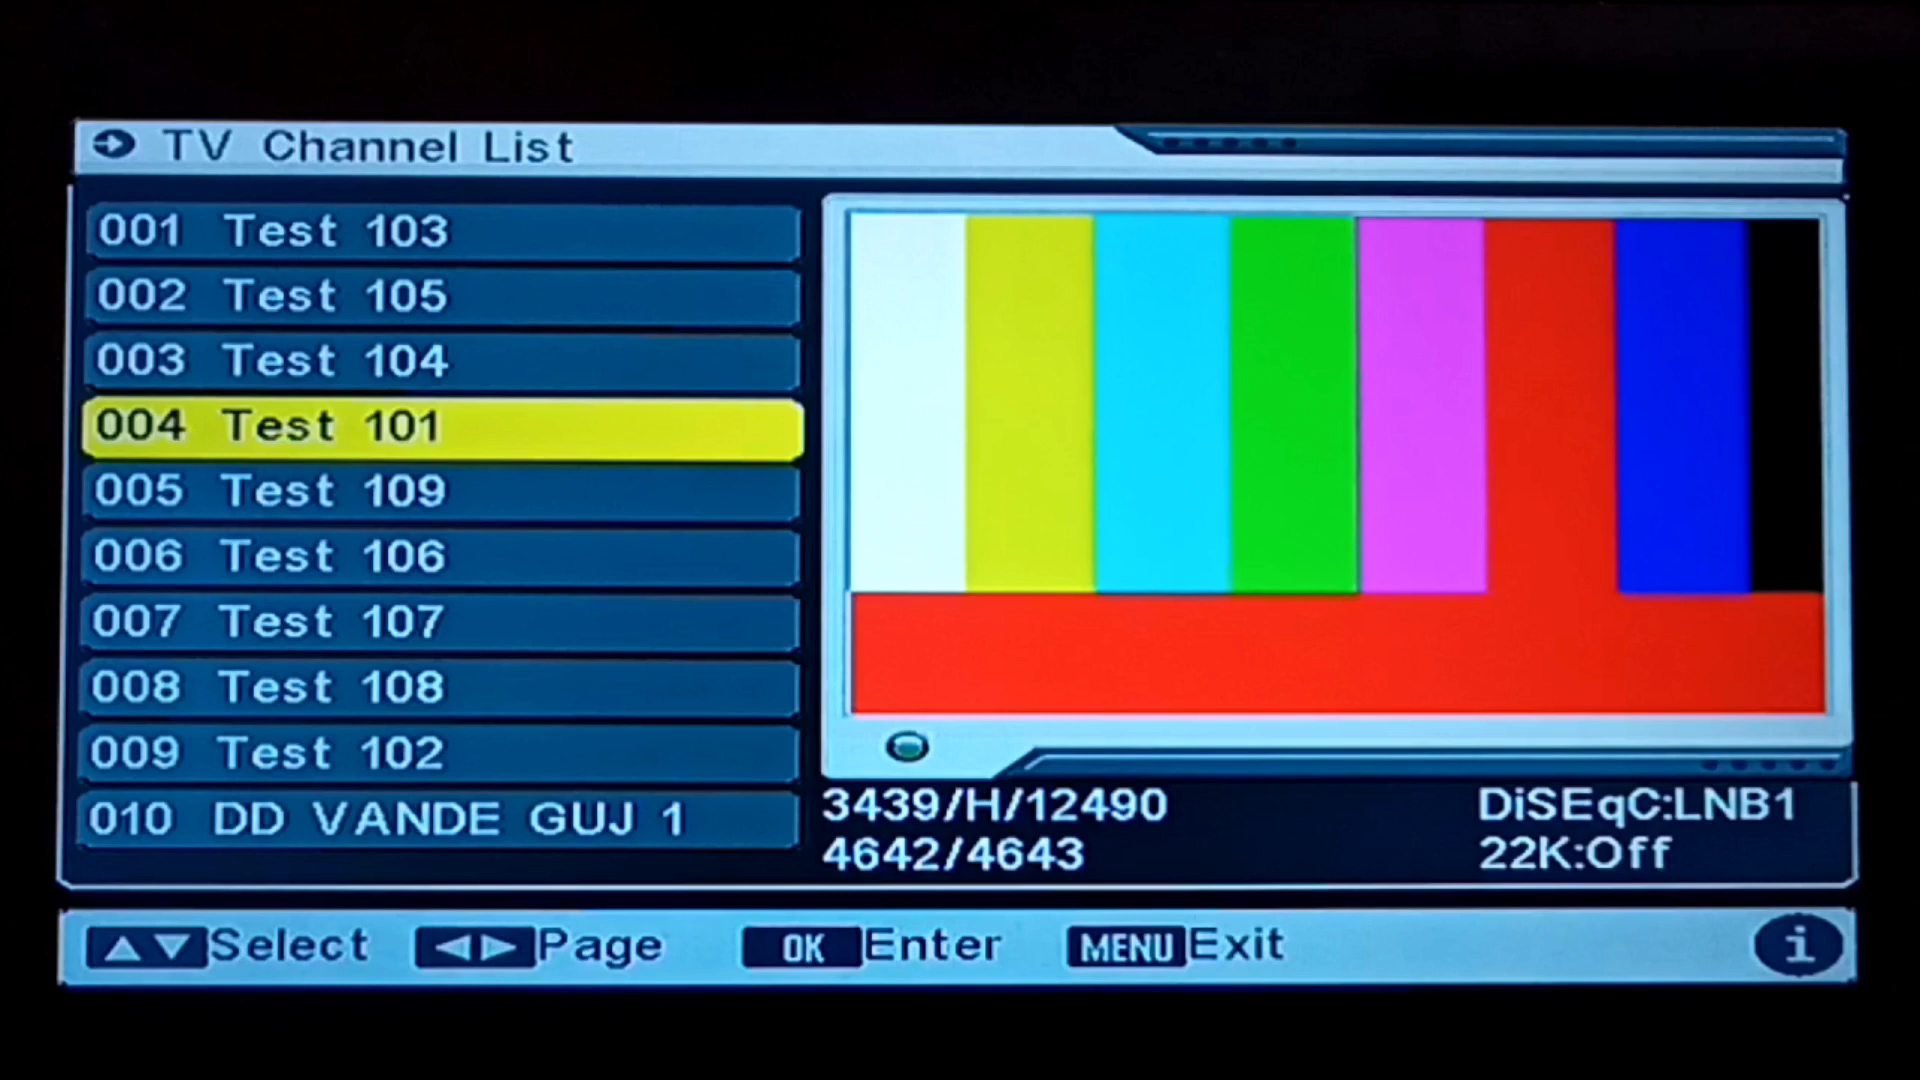 TV Channel List
001 Test 103
002 Test 105
003 Test 104
004 Test 101
005 Test 109
006 Test 106
007 Test 107
008 Test 108
009 Test 102
010 DD VANDE GUJ 1
3439/H/12490 DiSEqC:LNB1
4642/4643 22K:Off
Select Page OK Enter MENU Exit i